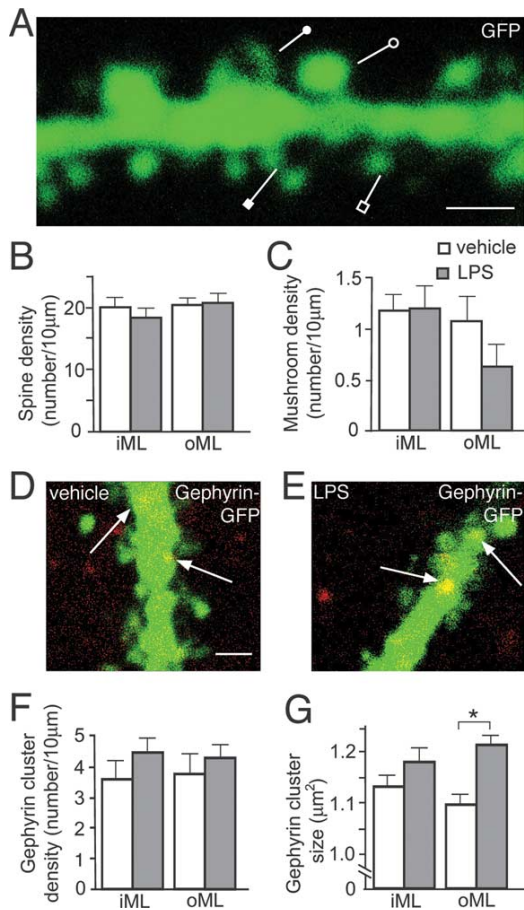 A
GFP
B
Spine density
(number/10µm)
20
10
0
iML
oML
C
vehicle
LPS
Mushroom density
(number/10µm)
1.5
1
0.5
0
iML
oML
D
vehicle
Gephyrin-
GFP
E
LPS
Gephyrin-
GFP
F
Gephyrin cluster
density (number/10µm)
5
4
3
2
1
0
iML
oML
G
Gephyrin cluster
size (µm²)
1.2
1.1
1.0
0
*
iML
oML